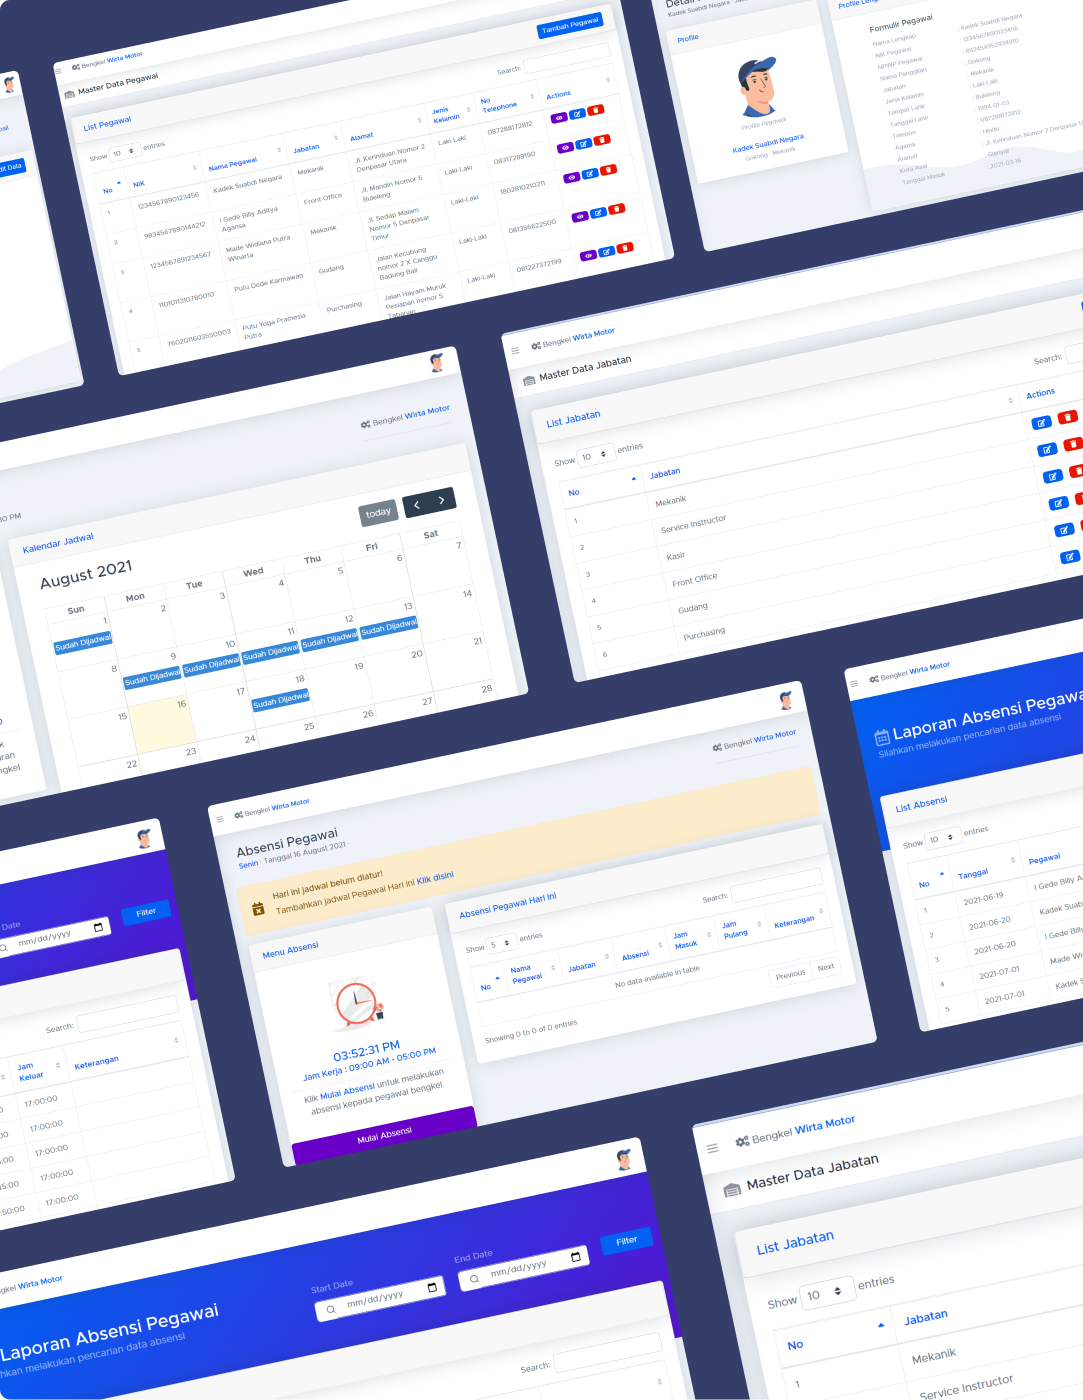 dit Data
Bengkel Wirta Motor
Master Data Pegawai
Tambah Pegawai
List Pegawai
Search:
Show 10 entries
No
NIK
Nama Pegawai
Jabatan
Alamat
Jenis Kelamin
No Telephone
Actions
1
1234567890123456
Kadek Suabdi Negara
Mekanik
Jl. Kerinduan Nomor 2 Denpasar Utara
Laki-Laki
087288172812
2
9834567890144212
I Gede Billy Aditya Agansa
Front Office
Jl. Mandiri Nomor 5 Buleleng
Laki-Laki
08317289190
3
1234567891234567
Made Widiana Putra Winarta
Mekanik
Jl. Sedap Malam Nomor 5 Denpasar Timur
Laki-Laki
1802810210211
4
1101011310780010
Putu Dede Karmawan
Gudang
Jalan Kecubung nomor 2 X Canggu Badung Bali
Laki-Laki
081356622500
5
7602011603550003
Putu Yoga Pramesia Putra
Purchasing
Jalan Hayam Muruk Pesiapan nomor 5 Tabanan
Laki-Laki
081227372199
Kadek Suabdi Negara
Profile
Profile Pegawai
Kadek Suabdi Negara
Gokong · Mekanik
Formulir Pegawai
Nama Lengkap : Kadek Suabdi Negara
NIK Pegawai : 1234567890123456
NPWP Pegawai : 892454952934910
Nama Panggilan : Gokong
Jabatan : Mekanik
Jenis Kelamin : Laki-Laki
Tempat Lahir : Buleleng
Tanggal Lahir : 1994-01-03
Telepon : 087288172812
Agama : Hindu
Alamat : Jl. Kerinduan Nomor 2 Denpasar
Kota Asal : Gianyar
Tanggal Masuk : 2021-03-16
Bengkel Wirta Motor
Kalendar Jadwal
today
August 2021
Sun Mon Tue Wed Thu Fri Sat
1 2 3 4 5 6 7
Sudah Dijadwal
8 9 10 11 12 13 14
Sudah Dijadwal Sudah Dijadwal Sudah Dijadwal Sudah Dijadwal Sudah Dijadwal
15 16 17 18 19 20 21
Sudah Dijadwal
22 23 24 25 26 27 28
Bengkel Wirta Motor
Master Data Jabatan
List Jabatan
Search:
Show 10 entries
No
Jabatan
Actions
1
Mekanik
2
Service Instructor
3
Kasir
4
Front Office
5
Gudang
6
Purchasing
Bengkel Wirta Motor
Bengkel Wirta Motor
Absensi Pegawai
Senin · Tanggal 16 August 2021 ·
Hari ini jadwal belum diatur!
Tambahkan jadwal Pegawai Hari ini Klik disini
Menu Absensi
03:52:31 PM
Jam Kerja : 09:00 AM - 05:00 PM
Klik Mulai Absensi untuk melakukan
absensi kepada pegawai bengkel
Mulai Absensi
Absensi Pegawai Hari ini
Search:
Show 5 entries
No
Nama Pegawai
Jabatan
Absensi
Jam Masuk
Jam Pulang
Keterangan
No data available in table
Showing 0 to 0 of 0 entries
Previous
Next
Bengkel Wirta Motor
Laporan Absensi Pegawa
Silahkan melakukan pencarian data absensi
List Absensi
Show 10 entries
No
Tanggal
Pegawai
1
2021-06-19
I Gede Billy A
2
2021-06-20
Kadek Suab
3
2021-06-20
I Gede Billy
4
2021-07-01
Made Wi
5
2021-07-01
Kadek S
Date
mm/dd/yyyy
Filter
Search:
Jam Keluar
Keterangan
17:00:00
17:00:00
17:00:00
17:00:00
17:00:00
gkel Wirta Motor
Laporan Absensi Pegawai
hkan melakukan pencarian data absensi
Start Date
mm/dd/yyyy
End Date
mm/dd/yyyy
Filter
Search:
Bengkel Wirta Motor
Master Data Jabatan
List Jabatan
Show 10 entries
No
Jabatan
1
Mekanik
Service Instructor